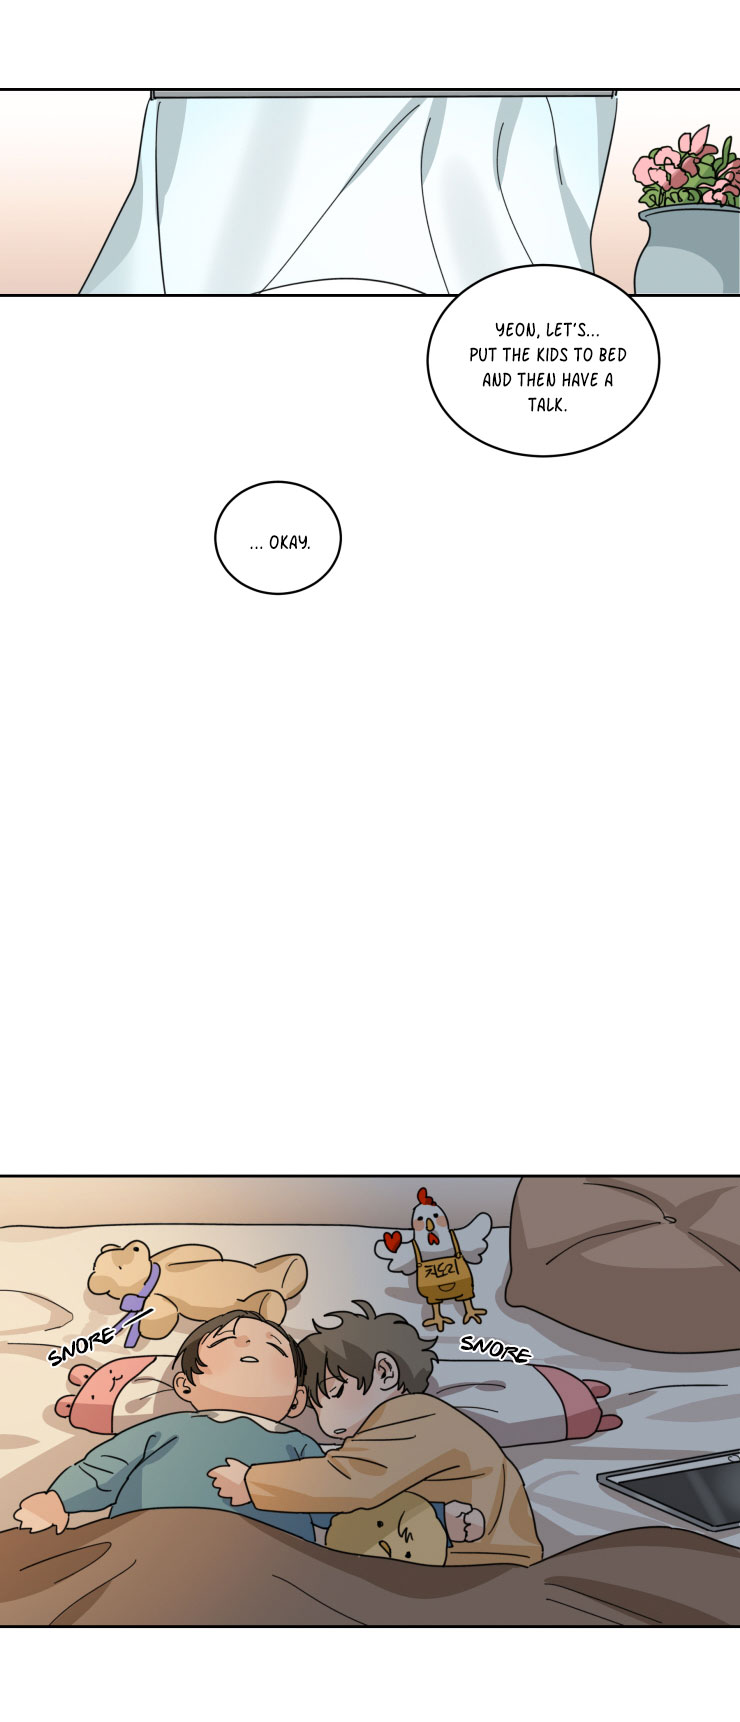 YEON, LET'S...
PUT THE KIDS TO BED
AND THEN HAVE A
TALK.
... OKAY.
치도리
SNORE
SNORE